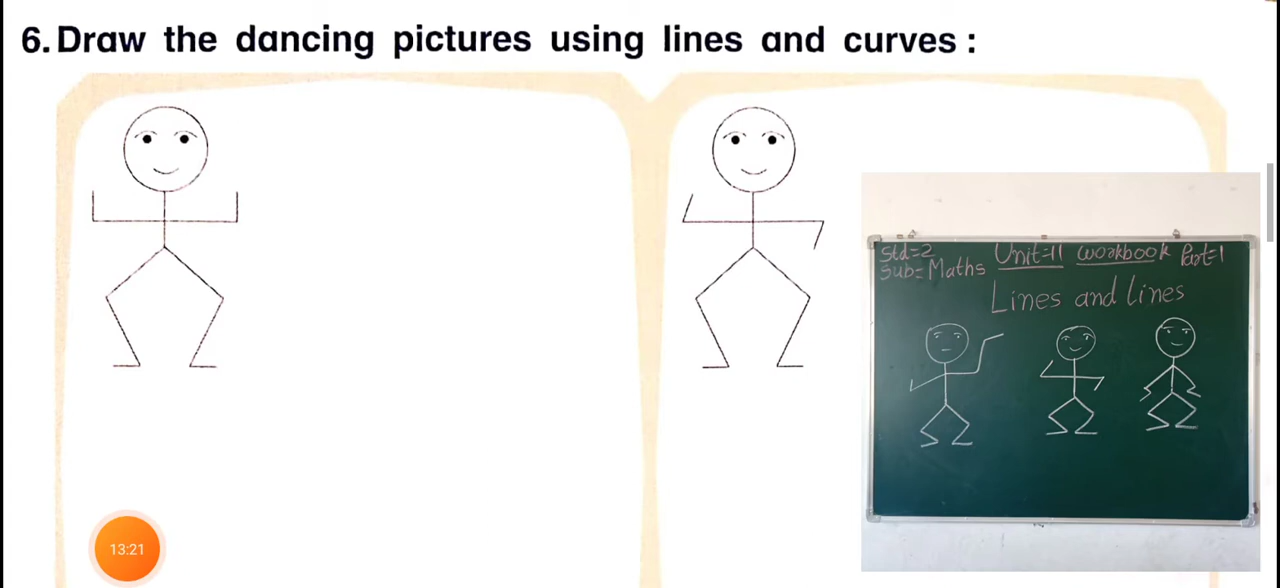 6. Draw the dancing pictures using lines and curves :
Std=2 Unit=11 Workbook Part=1
Sub=Maths
Lines and lines
13:21